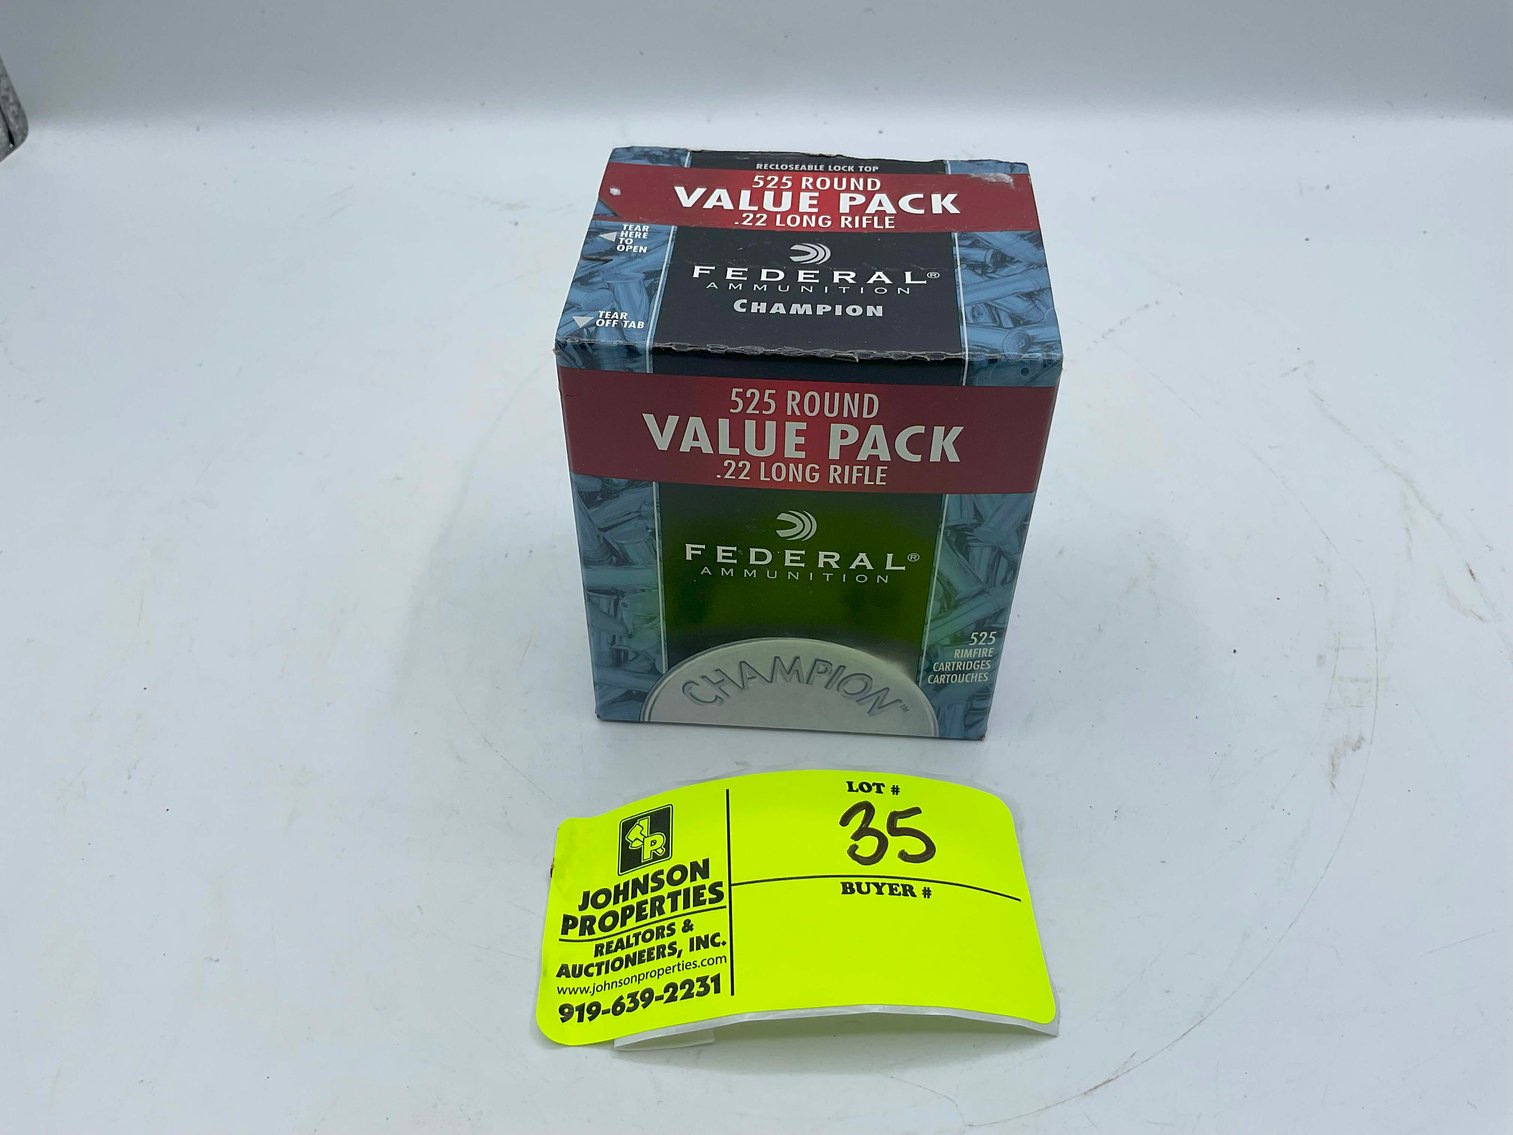 RECLOSEABLE LOCK TOP
525 ROUND
VALUE PACK
.22 LONG RIFLE
TEAR
HERE
TO
OPEN
FEDERAL®
AMMUNITION
CHAMPION
TEAR
OFF TAB
525 ROUND
VALUE PACK
.22 LONG RIFLE
FEDERAL®
AMMUNITION
525
RIMFIRE
CARTRIDGES
CARTOUCHES
CHAMPION™
LOT #
35
BUYER #
JR
JOHNSON
PROPERTIES
REALTORS &
AUCTIONEERS, INC.
www.johnsonproperties.com
919-639-2231